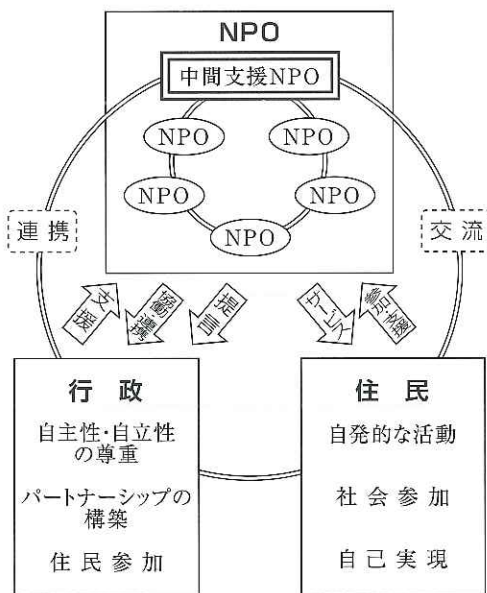 NPO
中間支援NPO
NPO
NPO
NPO
NPO
NPO
連携
交流
支援
協働・連携
提言
サービス
参加・支援
行政
自主性・自立性
の尊重
パートナーシップの
構築
住民参加
住民
自発的な活動
社会参加
自己実現